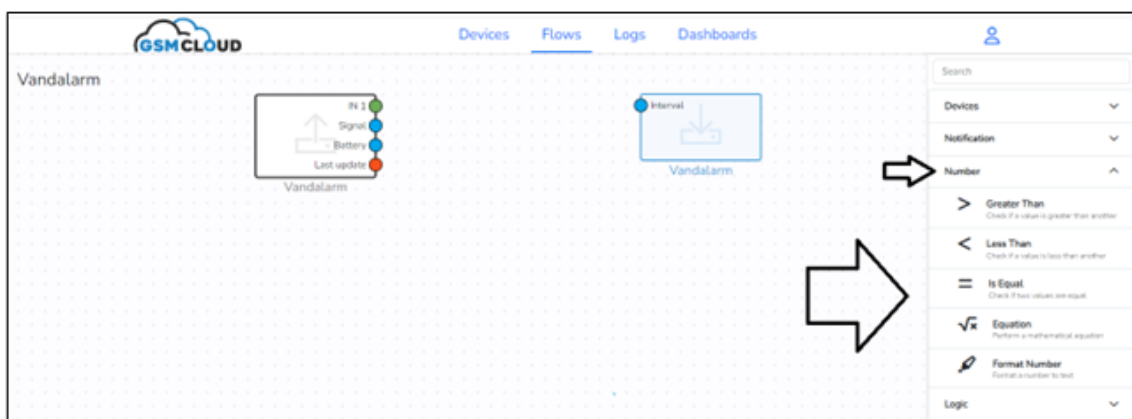 GSMCLOUD
Devices Flows Logs Dashboards
Vandalarm
IN 1
Signal
Battery
Last update
Vandalarm
Interval
Vandalarm
Search
Devices
Notification
Number
Greater Than
Check if a value is greater than another
Less Than
Check if a value is less than another
Is Equal
Check if two values are equal
Equation
Perform a mathematical equation
Format Number
Format a number to text
Logic